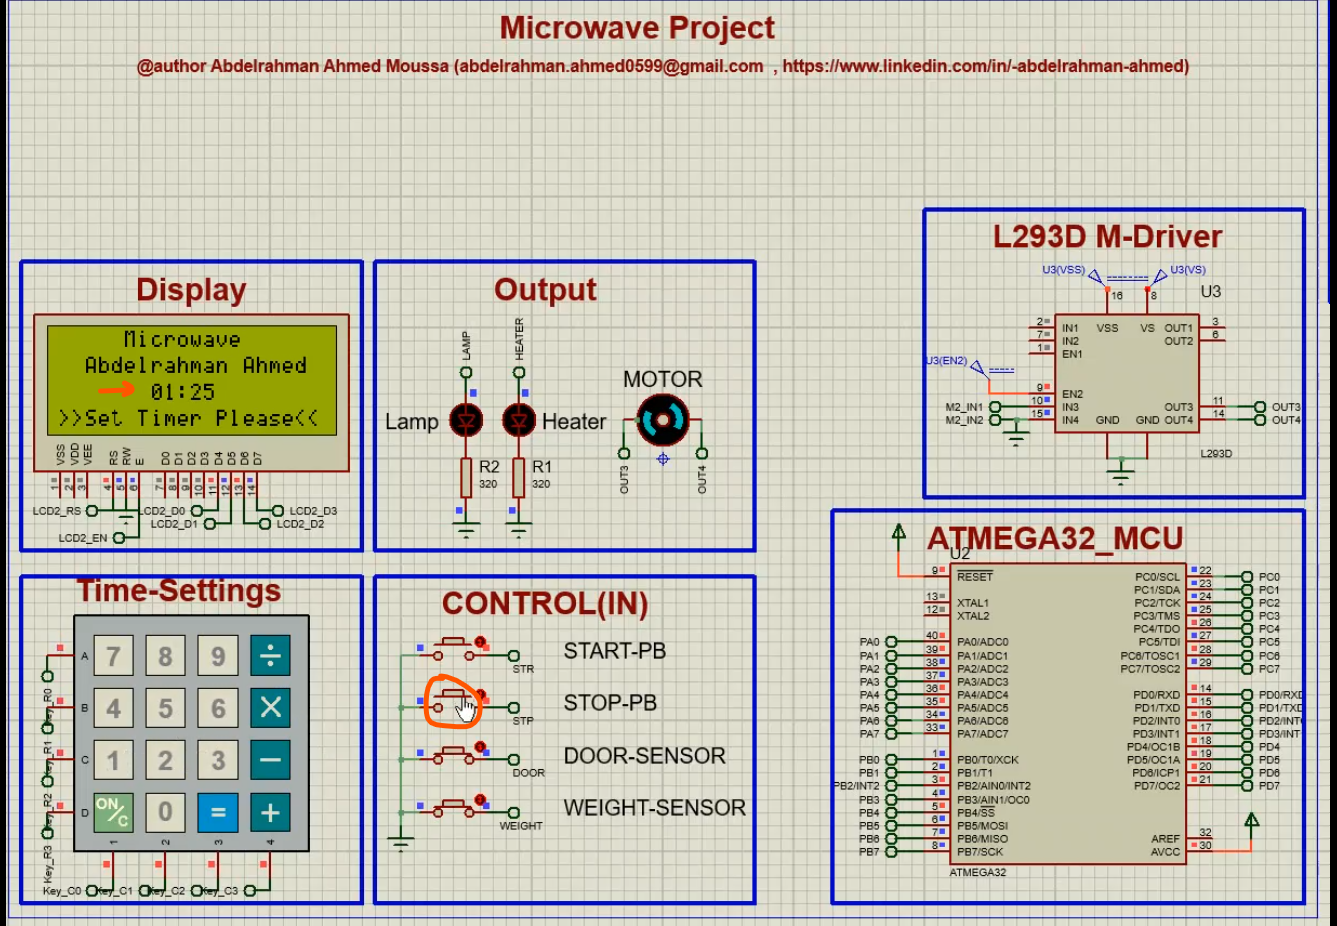 Microwave Project
@author Abdelrahman Ahmed Moussa (abdelrahman.ahmed0599@gmail.com , https://www.linkedin.com/in/-abdelrahman-ahmed)
Display
Microwave
Abdelrahman Ahmed
01:25
>>Set Timer Please<<
VSS VDD VEE RS RW E D0 D1 D2 D3 D4 D5 D6 D7
1 2 3 4 5 6 7 8 9 10 11 12 13 14
LCD2_RS LCD2_D0 LCD2_D3
LCD2_D1 LCD2_D2
LCD2_EN
Output
LAMP HEATER
MOTOR
Lamp Heater
R2 R1
320 320
OUT3 OUT4
L293D M-Driver
U3(VSS) U3(VS)
16 8 U3
2 IN1 VSS VS OUT1 3
7 IN2 OUT2 6
1 EN1
U3(EN2)
9 EN2
M2_IN1 10 IN3 OUT3 11 OUT3
M2_IN2 15 IN4 GND GND OUT4 14 OUT4
L293D
Time-Settings
7 8 9 ÷
4 5 6 ×
1 2 3 −
ON/C 0 = +
A
B
C
D
1 2 3 4
Key_R0
Key_R1
Key_R2
Key_R3
Key_C0 Key_C1 Key_C2 Key_C3
CONTROL(IN)
START-PB
STR
STOP-PB
STP
DOOR-SENSOR
DOOR
WEIGHT-SENSOR
WEIGHT
ATMEGA32_MCU
U2
9 RESET PC0/SCL 22 PC0
PC1/SDA 23 PC1
13 XTAL1 PC2/TCK 24 PC2
12 XTAL2 PC3/TMS 25 PC3
PC4/TDO 26 PC4
PA0 40 PA0/ADC0 PC5/TDI 27 PC5
PA1 39 PA1/ADC1 PC6/TOSC1 28 PC6
PA2 38 PA2/ADC2 PC7/TOSC2 29 PC7
PA3 37 PA3/ADC3
PA4 36 PA4/ADC4 PD0/RXD 14 PD0/RXD
PA5 35 PA5/ADC5 PD1/TXD 15 PD1/TXD
PA6 34 PA6/ADC6 PD2/INT0 16 PD2/INT0
PA7 33 PA7/ADC7 PD3/INT1 17 PD3/INT
PD4/OC1B 18 PD4
PB0 1 PB0/T0/XCK PD5/OC1A 19 PD5
PB1 2 PB1/T1 PD6/ICP1 20 PD6
PB2/INT2 3 PB2/AIN0/INT2 PD7/OC2 21 PD7
PB3 4 PB3/AIN1/OC0
PB4 5 PB4/SS
PB5 6 PB5/MOSI
PB6 7 PB6/MISO AREF 32
PB7 8 PB7/SCK AVCC 30
ATMEGA32